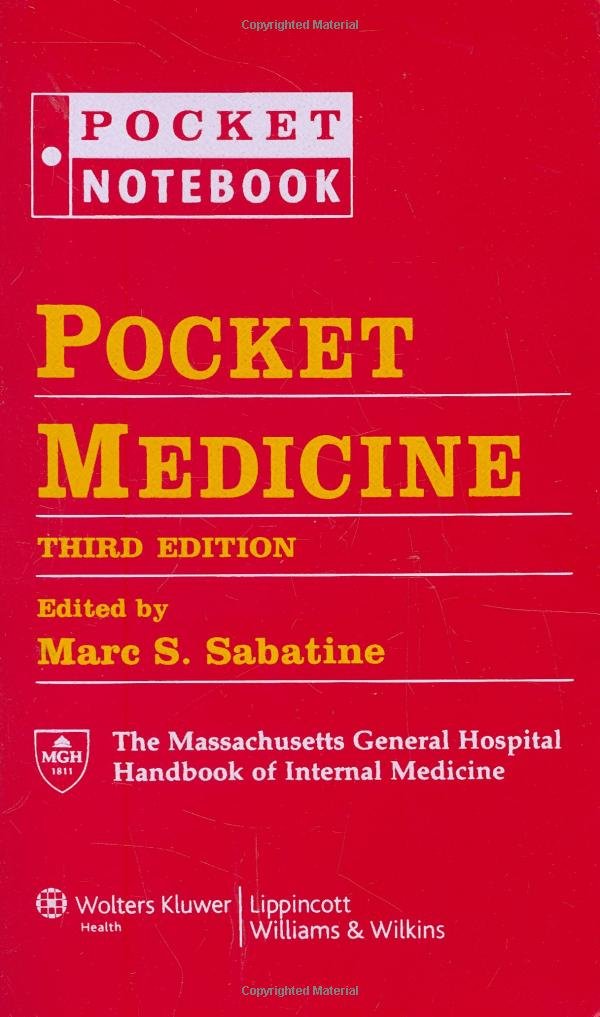 Copyrighted Material
POCKET
NOTEBOOK
POCKET
MEDICINE
THIRD EDITION
Edited by
Marc S. Sabatine
MGH
1811
The Massachusetts General Hospital
Handbook of Internal Medicine
Wolters Kluwer
Health
Lippincott
Williams & Wilkins
Copyrighted Material